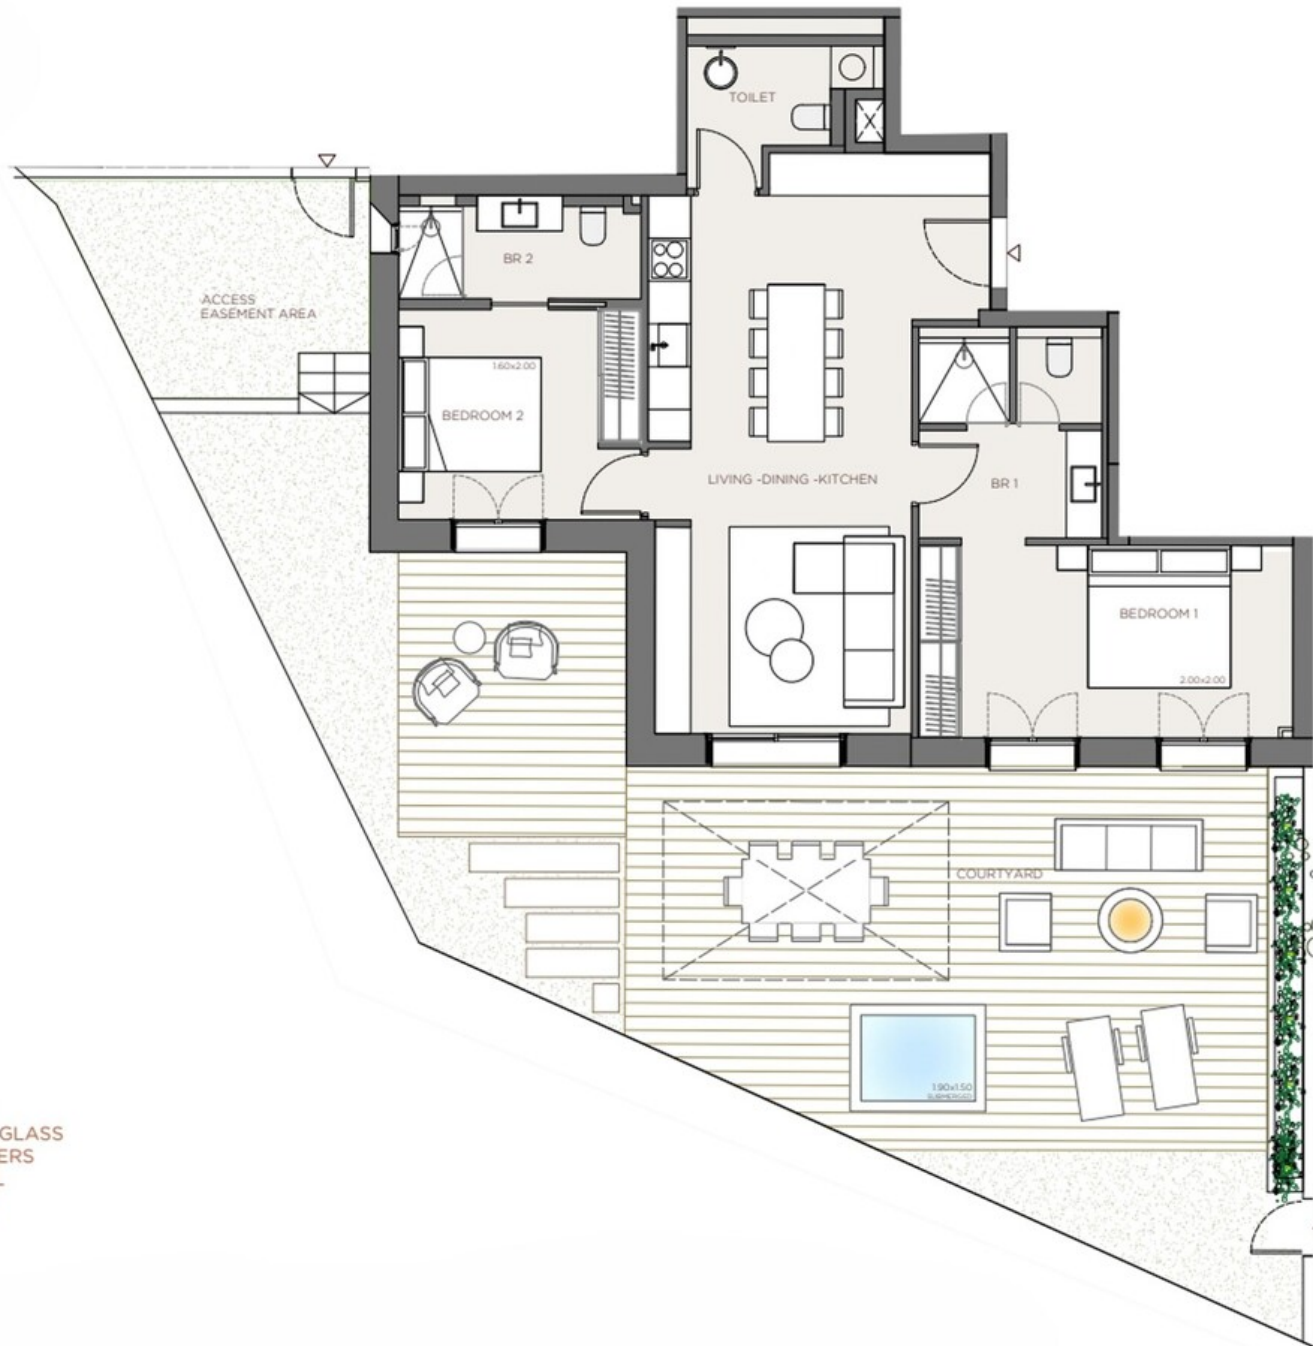 TOILET
BR 2
ACCESS
EASEMENT AREA
1.60x2.00
BEDROOM 2
LIVING -DINING -KITCHEN
BR 1
BEDROOM 1
2.00x2.00
COURTYARD
1.90x1.50
SUBMERGED
GLASS
ERS